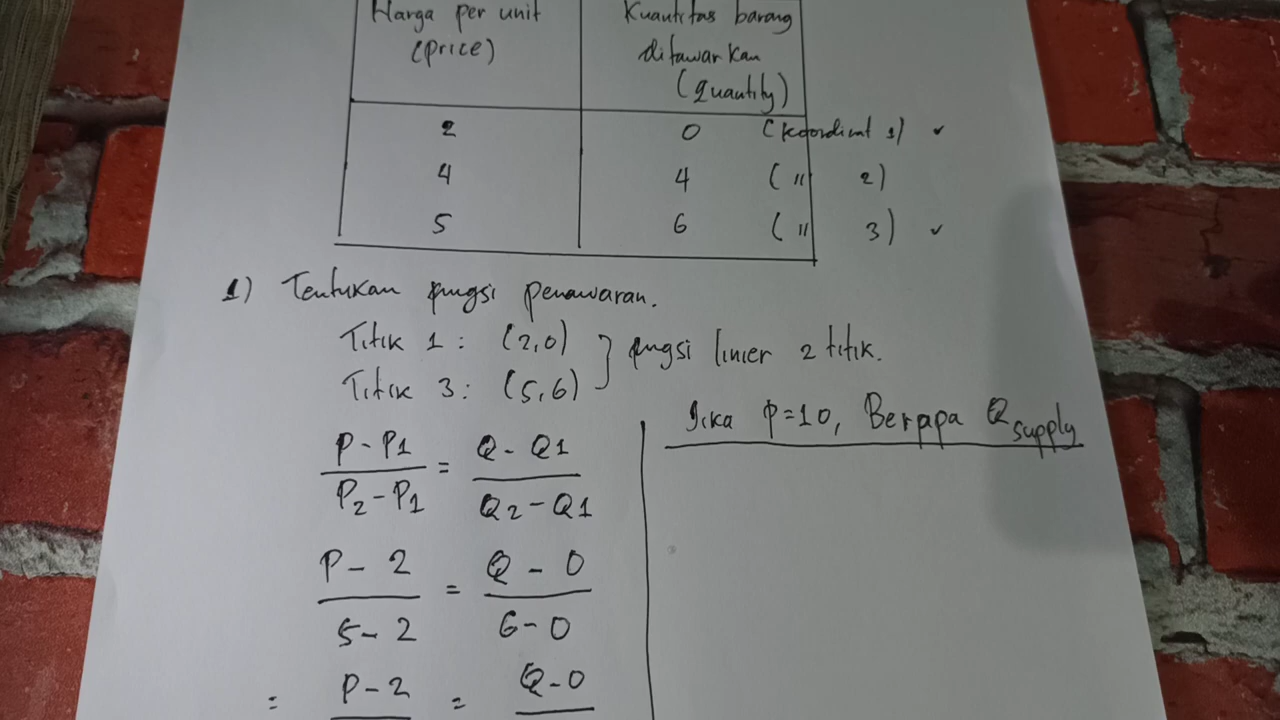 Harga per unit
(price)
Kuantitas barang
ditawarkan
(Quantity)
2 0 (Koordinat 1) ✓
4 4 ( " 2)
5 6 ( " 3) ✓
1) Tentukan fungsi penawaran.
Titik 1 : (2,0)
Titik 3 : (5,6)
} fungsi linier 2 titik.
P - P1 = Q - Q1
P2 - P1 Q2 - Q1
P - 2 = Q - 0
5 - 2 6 - 0
= P - 2 = Q - 0
Jika P=10, Berapa Q supply